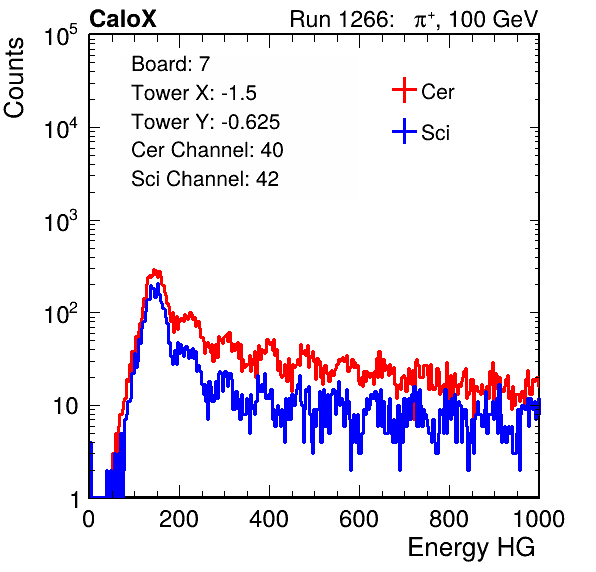 CaloX Run 1266: π⁺, 100 GeV
Counts
10⁵
10⁴
10³
10²
10
1
Board: 7
Tower X: -1.5
Tower Y: -0.625
Cer Channel: 40
Sci Channel: 42
Cer
Sci
0 200 400 600 800 1000
Energy HG